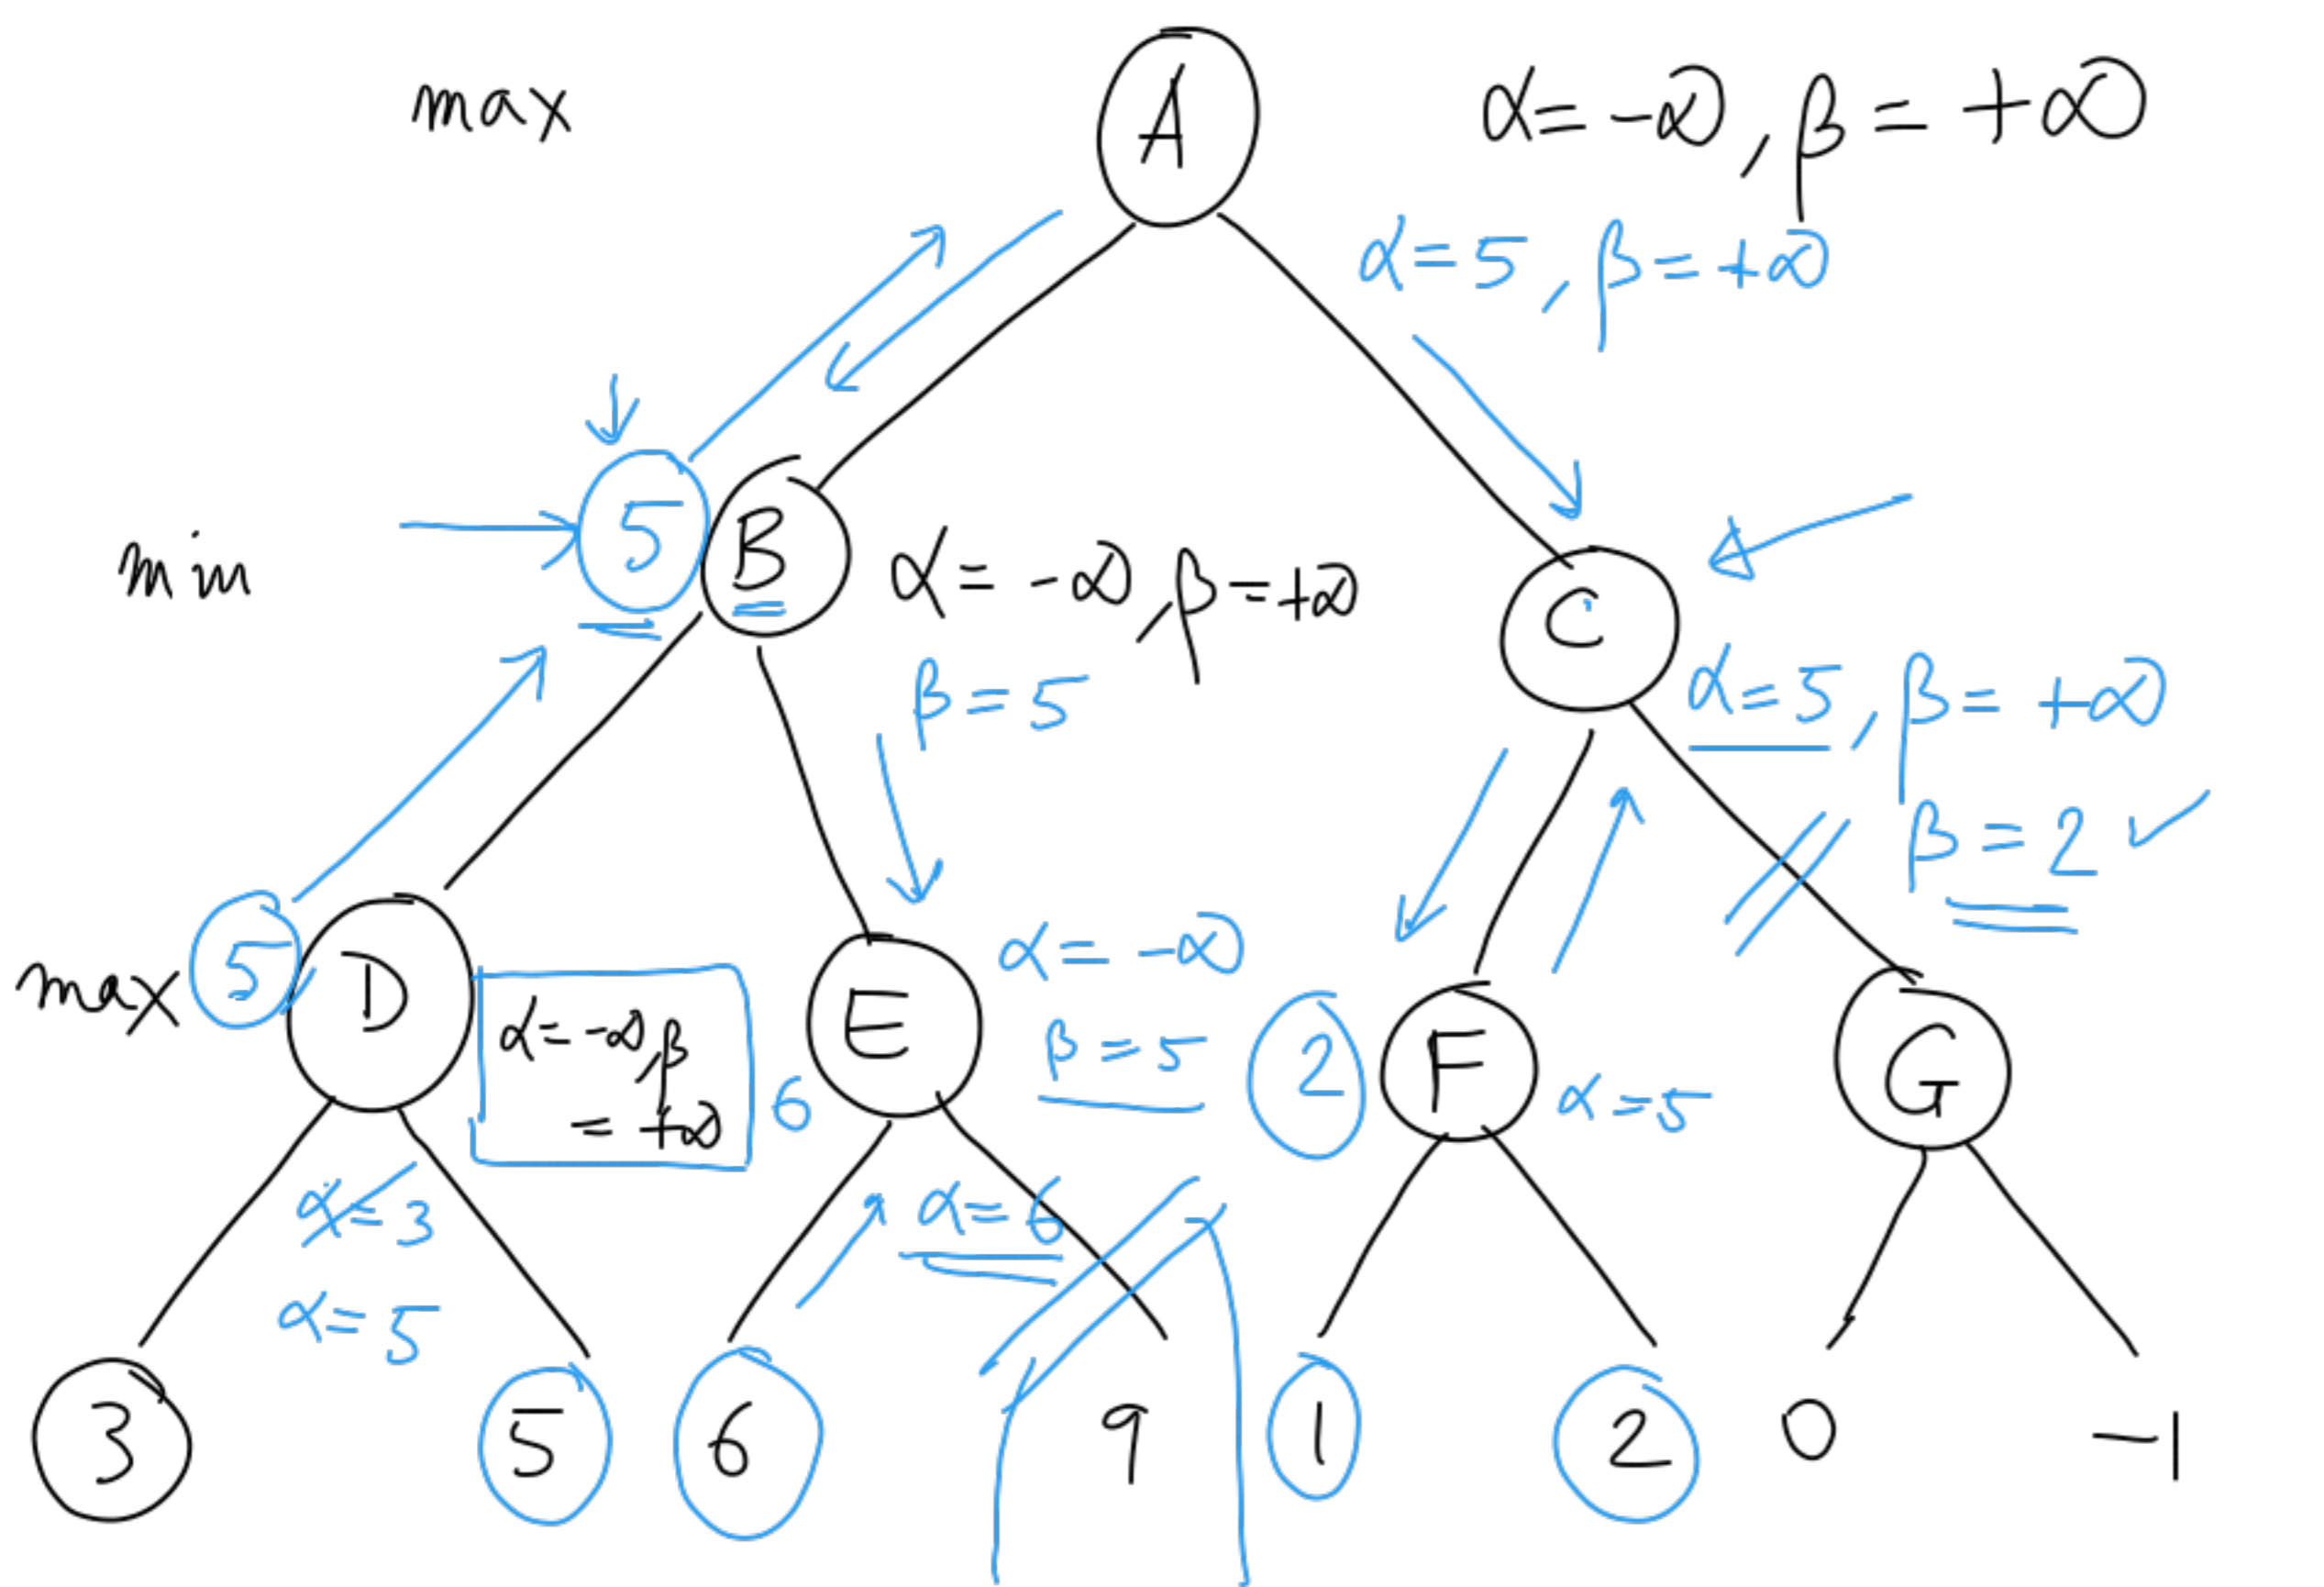 max
A
α = -∞, β = +∞
α = 5, β = +∞
min
5
B
α = -∞, β = +∞
β = 5
C
α = 5, β = +∞
β = 2 ✓
max
5
D
α = -∞, β
= +∞
6
E
α = -∞
β = 5
2
F
α = 5
G
α = 3
α = 5
α = 6
3
5
6
9
1
2
0
-1